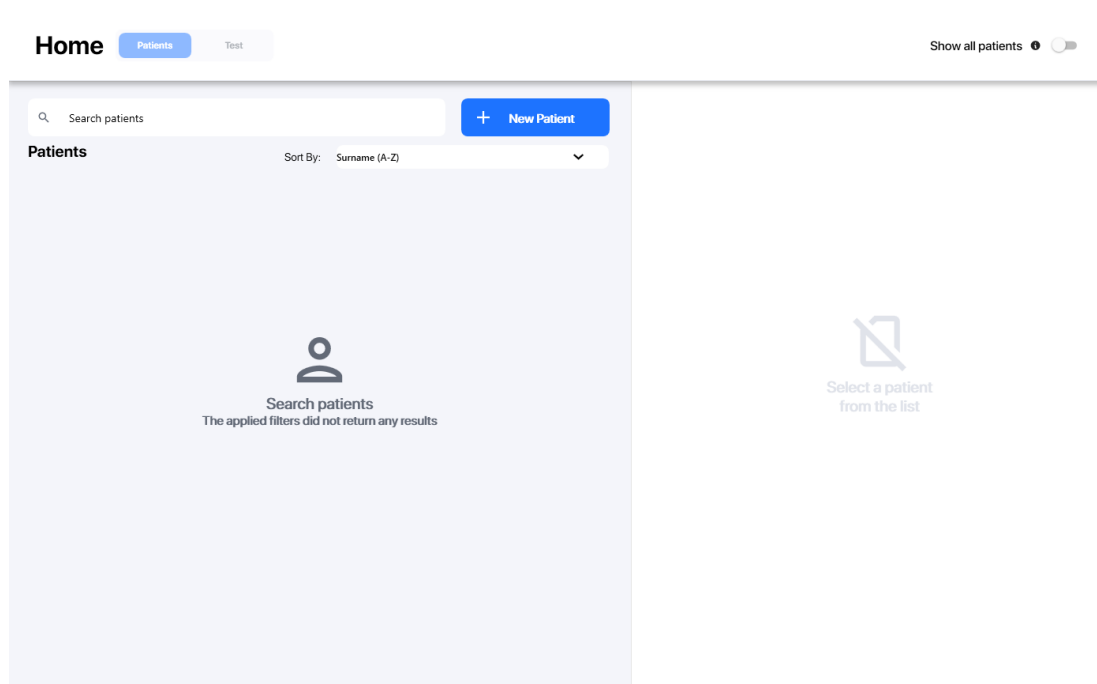 Home
Patients
Test
Show all patients
Search patients
New Patient
Patients
Sort By:
Surname (A-Z)
Search patients
The applied filters did not return any results
Select a patient
from the list